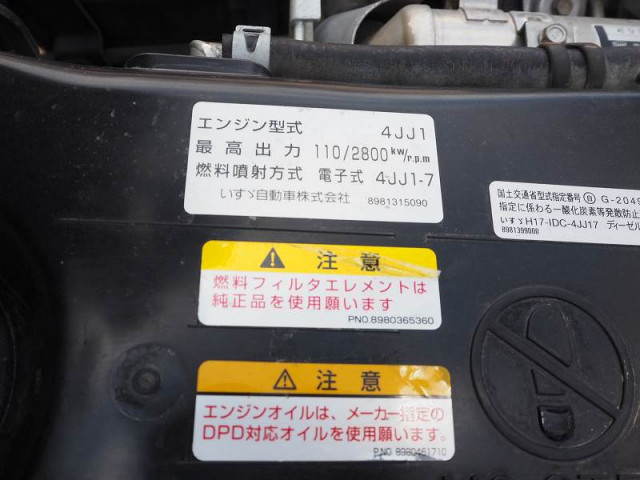 エンジン型式 4JJ1
最高出力 110/2800kw/r.p.m
燃料噴射方式 電子式 4JJ1-7
いすゞ自動車株式会社 8981315090
国土交通省型式指定番号
指定に係わる一酸化炭素等発散防止
いすゞH17-IDC-4JJ17 ディーゼル
⚠ 注意
燃料フィルタエレメントは
純正品を使用願います
PNO.8980365360
⚠ 注意
エンジンオイルは、メーカー指定の
DPD対応オイルを使用願います。
P.NO. 8980461710